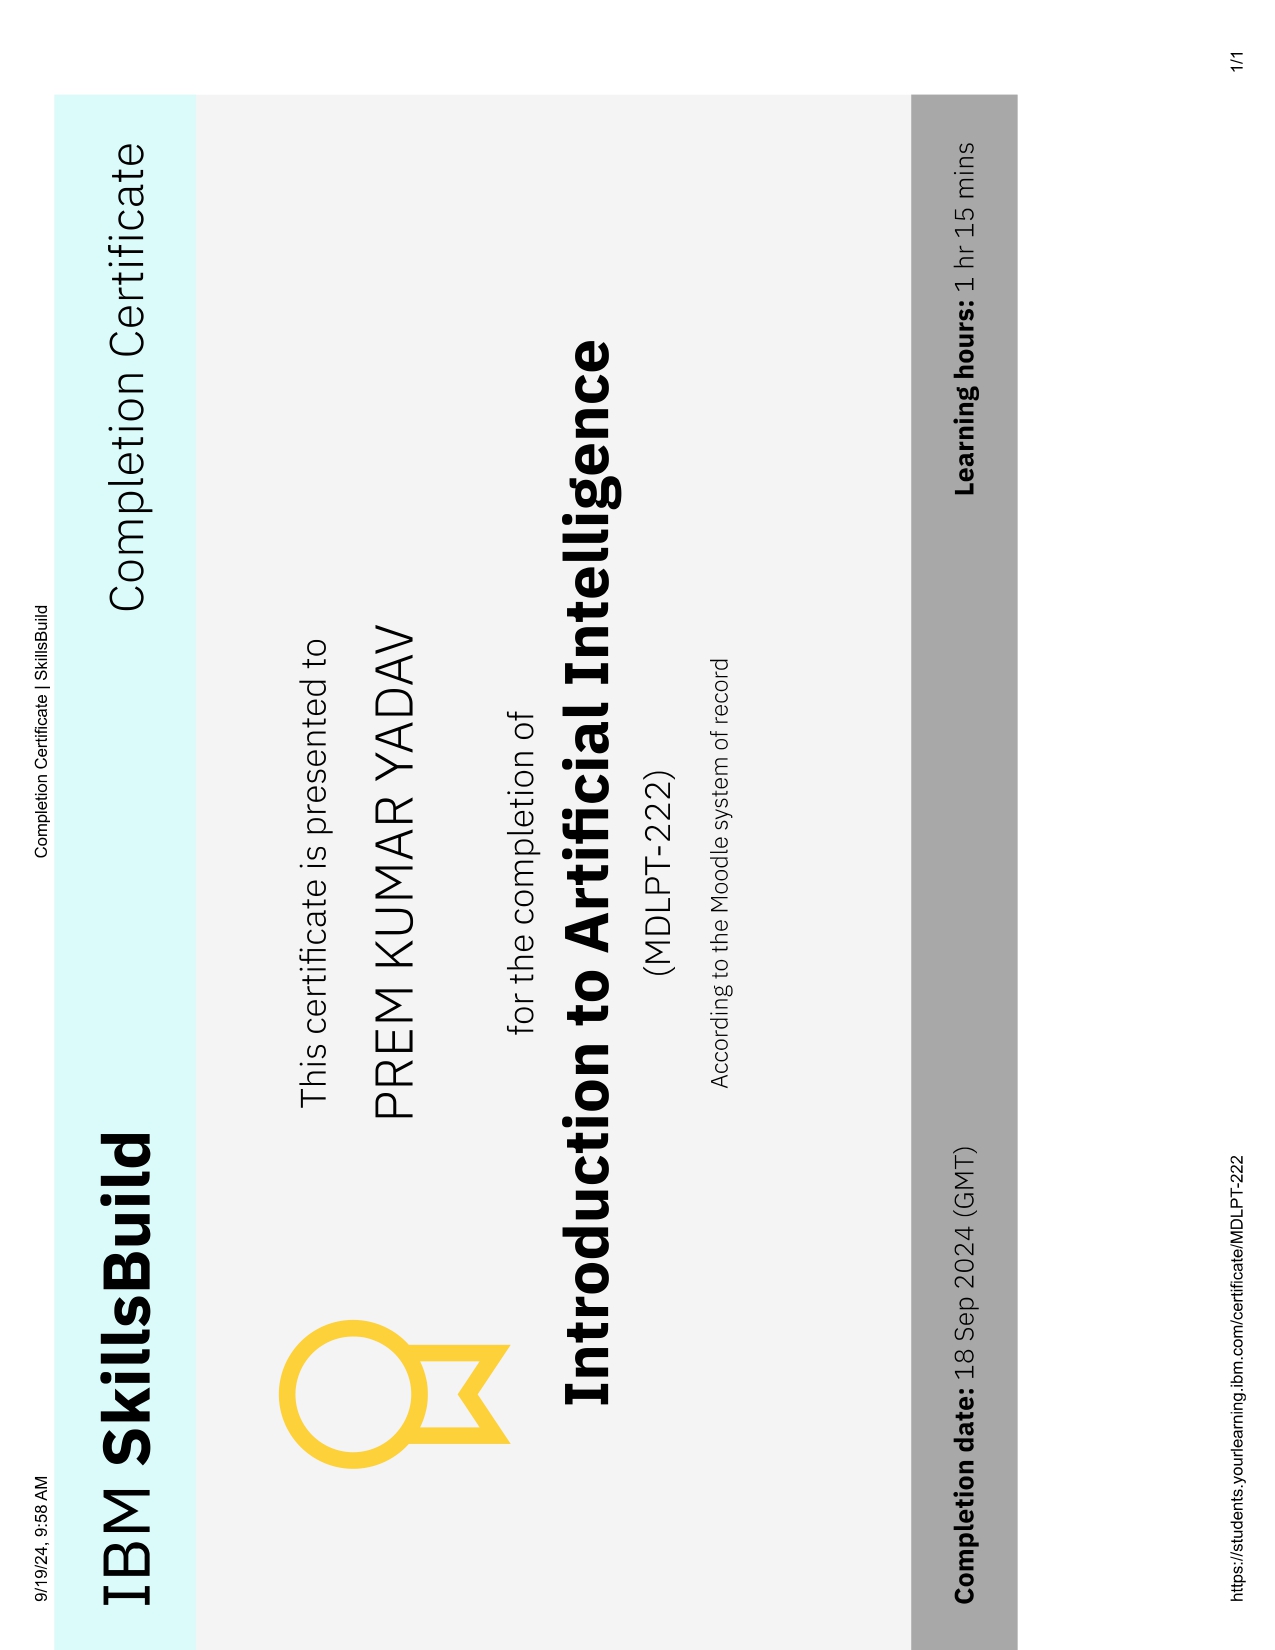 9/19/24, 9:58 AM
Completion Certificate | SkillsBuild
IBM SkillsBuild
Completion Certificate
This certificate is presented to
PREM KUMAR YADAV
for the completion of
Introduction to Artificial Intelligence
(MDLPT-222)
According to the Moodle system of record
Completion date: 18 Sep 2024 (GMT)
Learning hours: 1 hr 15 mins
https://students.yourlearning.ibm.com/certificate/MDLPT-222
1/1